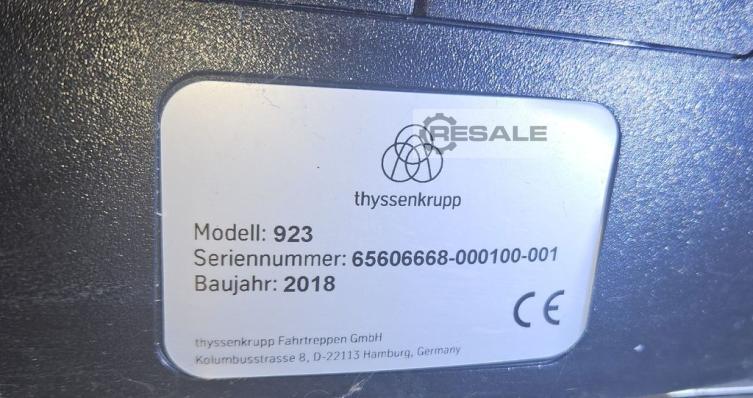 RESALE
thyssenkrupp
Modell: 923
Seriennummer: 65606668-000100-001
Baujahr: 2018
CE
thyssenkrupp Fahrtreppen GmbH
Kolumbusstrasse 8, D-22113 Hamburg, Germany